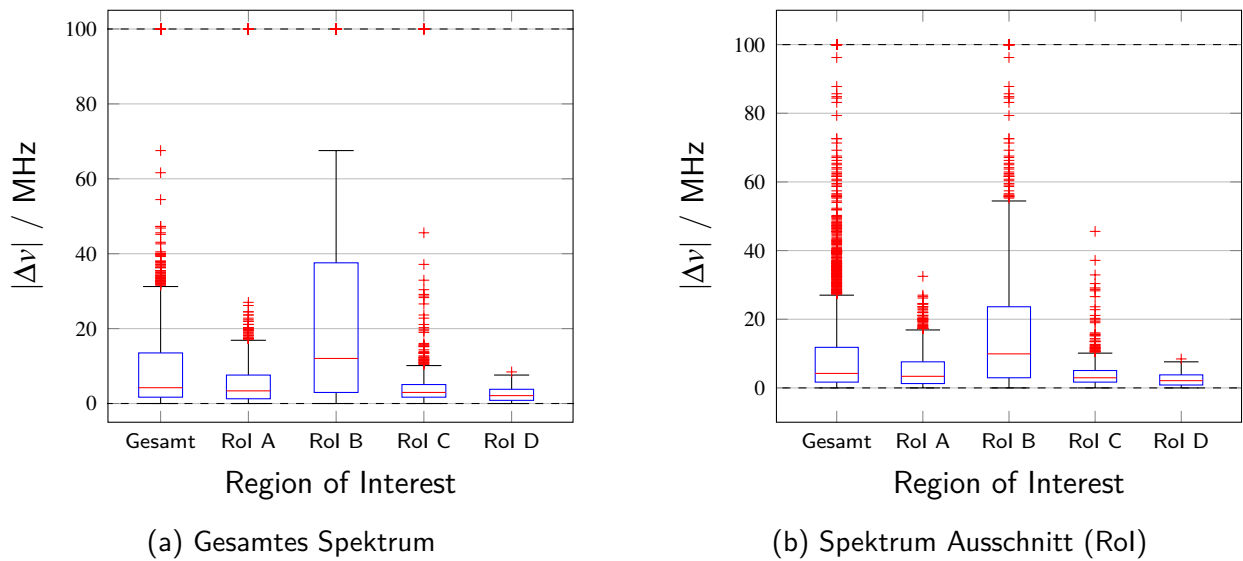 100
80
60
40
20
0
|Δν| / MHz
Gesamt RoI A RoI B RoI C RoI D
Region of Interest
(a) Gesamtes Spektrum
100
80
60
40
20
0
|Δν| / MHz
Gesamt RoI A RoI B RoI C RoI D
Region of Interest
(b) Spektrum Ausschnitt (RoI)